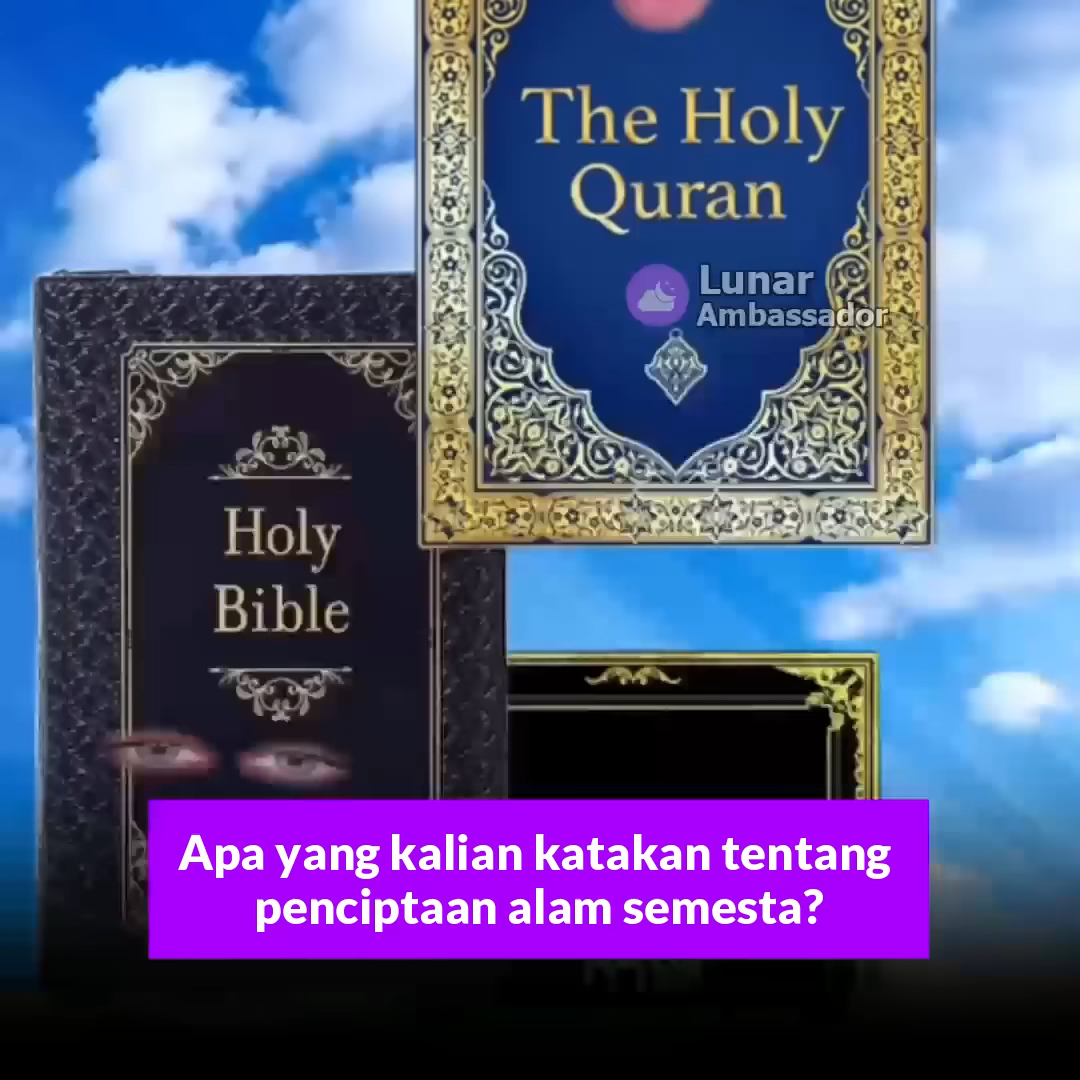 The Holy
Quran
Lunar
Ambassador
Holy
Bible
Apa yang kalian katakan tentang
penciptaan alam semesta?